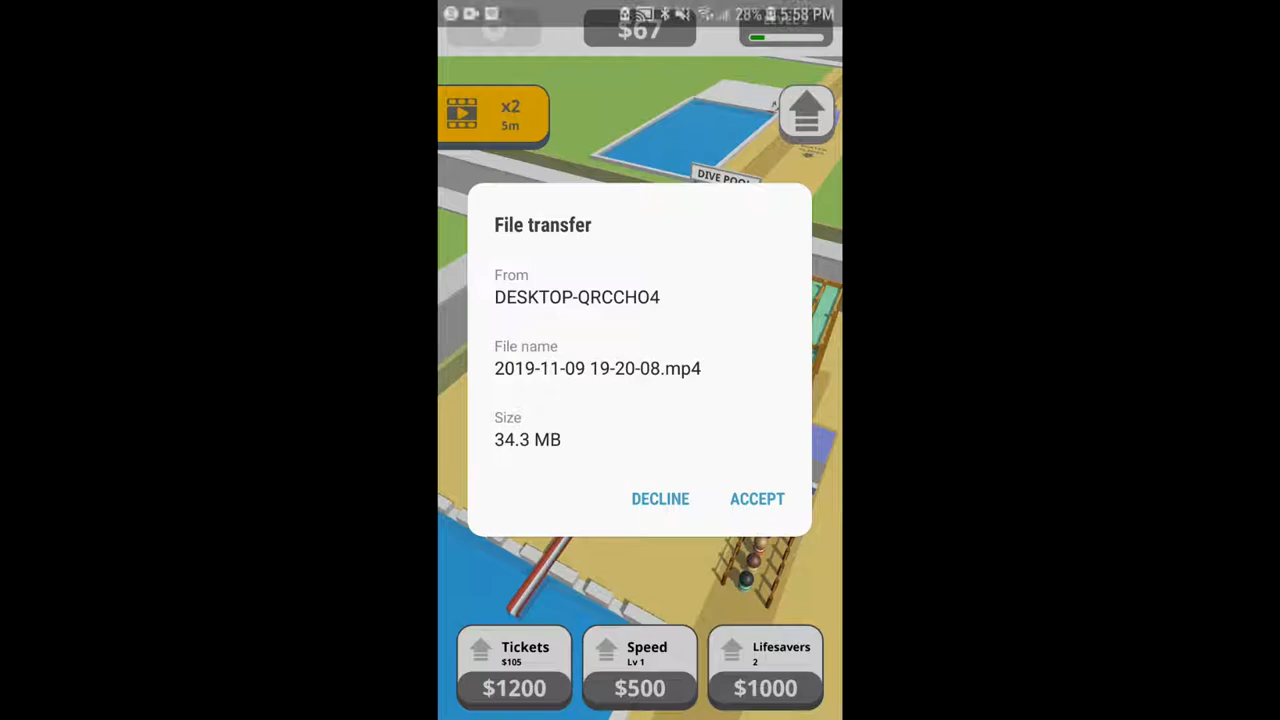 28% 5:58 PM
$67
x2
5m
DIVE POOL
File transfer
From
DESKTOP-QRCCHO4
File name
2019-11-09 19-20-08.mp4
Size
34.3 MB
DECLINE ACCEPT
Tickets
$105
$1200
Speed
Lv 1
$500
Lifesavers
2
$1000